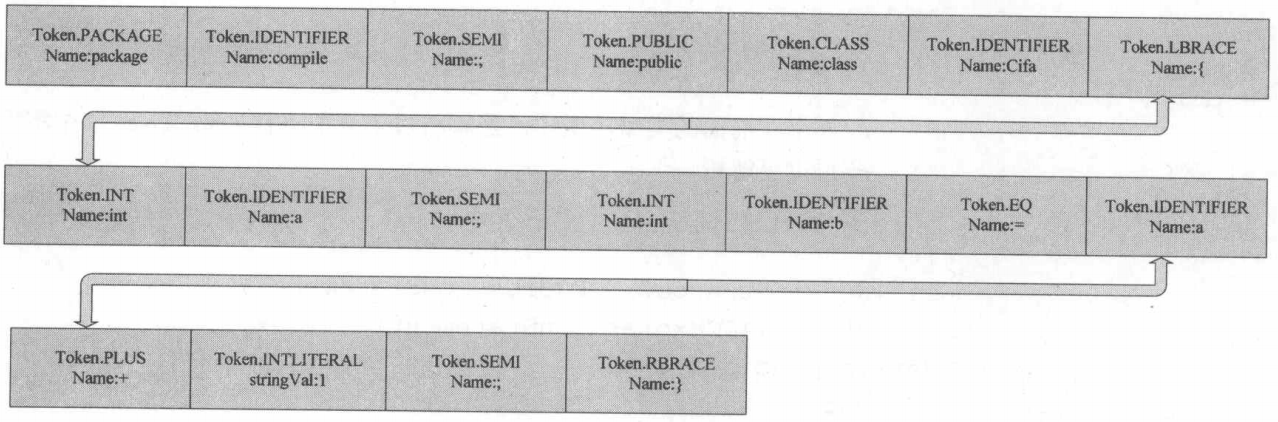 Token.PACKAGE
Name:package
Token.IDENTIFIER
Name:compile
Token.SEMI
Name:;
Token.PUBLIC
Name:public
Token.CLASS
Name:class
Token.IDENTIFIER
Name:Cifa
Token.LBRACE
Name:{
Token.INT
Name:int
Token.IDENTIFIER
Name:a
Token.SEMI
Name:;
Token.INT
Name:int
Token.IDENTIFIER
Name:b
Token.EQ
Name:=
Token.IDENTIFIER
Name:a
Token.PLUS
Name:+
Token.INTLITERAL
stringVal:1
Token.SEMI
Name:;
Token.RBRACE
Name:}